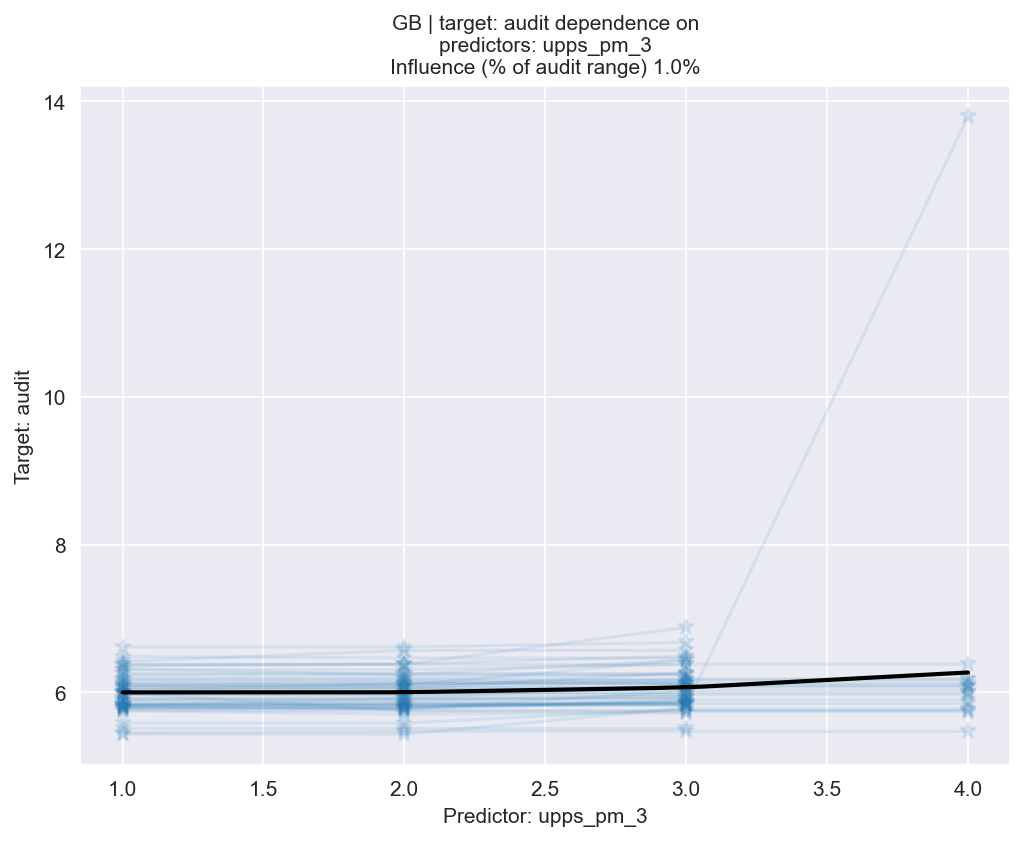 GB | target: audit dependence on
predictors: upps_pm_3
Influence (% of audit range) 1.0%
14
12
10
8
6
Target: audit
1.0 1.5 2.0 2.5 3.0 3.5 4.0
Predictor: upps_pm_3